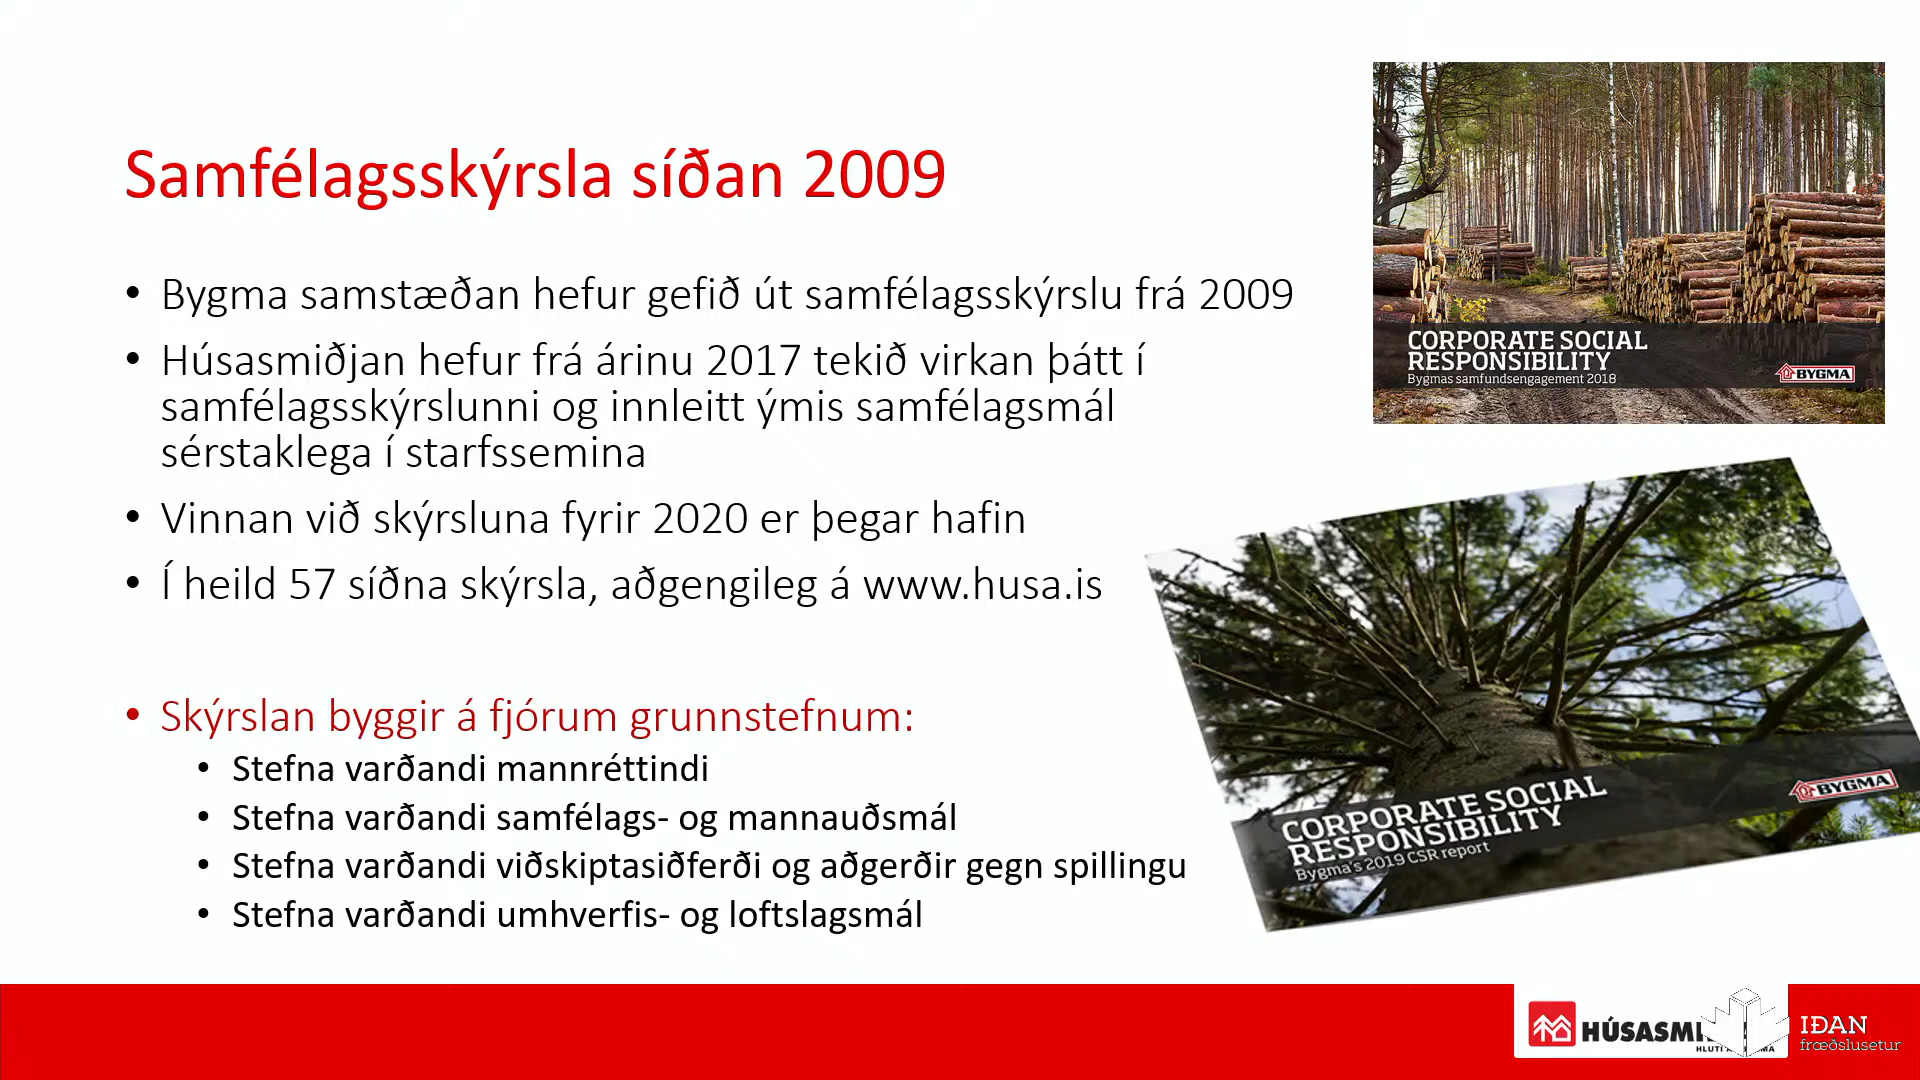 Samfélagsskýrsla síðan 2009
• Bygma samstæðan hefur gefið út samfélagsskýrslu frá 2009
• Húsasmiðjan hefur frá árinu 2017 tekið virkan þátt í
samfélagsskýrslunni og innleitt ýmis samfélagsmál
sérstaklega í starfssemina
• Vinnan við skýrsluna fyrir 2020 er þegar hafin
• Í heild 57 síðna skýrsla, aðgengileg á www.husa.is
• Skýrslan byggir á fjórum grunnstefnum:
• Stefna varðandi mannréttindi
• Stefna varðandi samfélags- og mannauðsmál
• Stefna varðandi viðskiptasiðferði og aðgerðir gegn spillingu
• Stefna varðandi umhverfis- og loftslagsmál
CORPORATE SOCIAL
RESPONSIBILITY
Bygmas samfundsengagement 2018
BYGMA
CORPORATE SOCIAL
RESPONSIBILITY
Bygma's 2019 CSR report
BYGMA
IÐAN
fræðslusetur